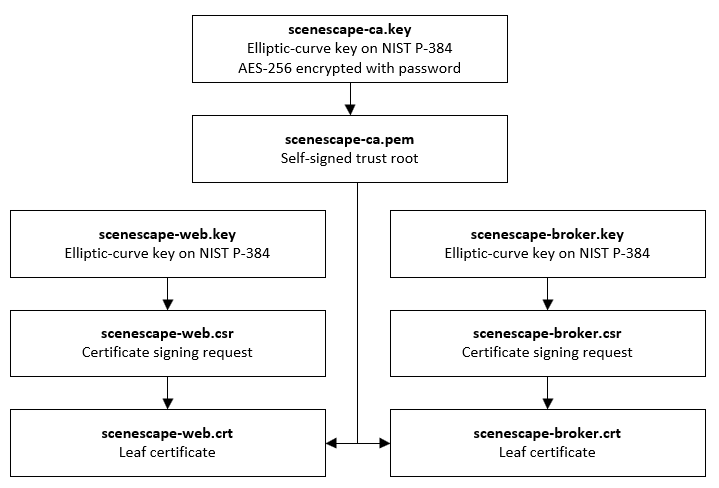 scenescape-ca.key
Elliptic-curve key on NIST P-384
AES-256 encrypted with password
scenescape-ca.pem
Self-signed trust root
scenescape-web.key
Elliptic-curve key on NIST P-384
scenescape-broker.key
Elliptic-curve key on NIST P-384
scenescape-web.csr
Certificate signing request
scenescape-broker.csr
Certificate signing request
scenescape-web.crt
Leaf certificate
scenescape-broker.crt
Leaf certificate